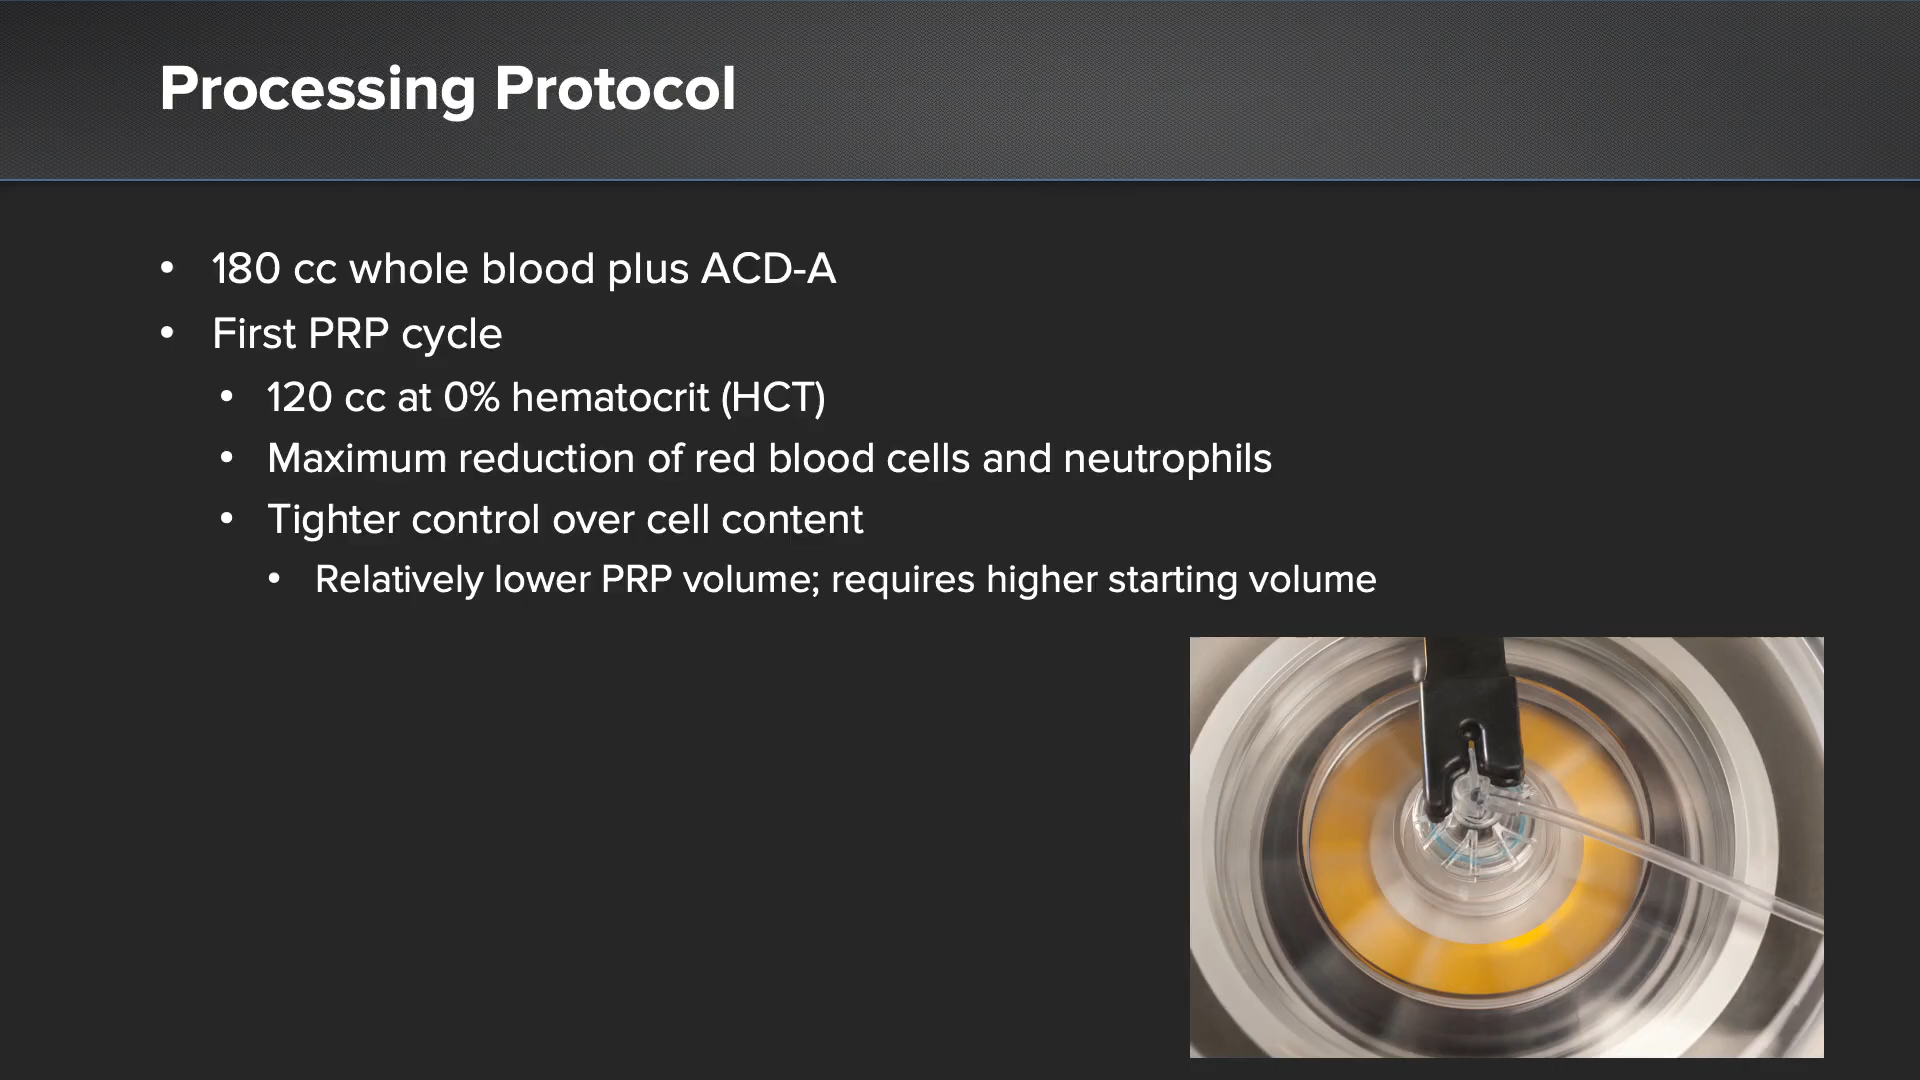 Processing Protocol
• 180 cc whole blood plus ACD-A
• First PRP cycle
• 120 cc at 0% hematocrit (HCT)
• Maximum reduction of red blood cells and neutrophils
• Tighter control over cell content
• Relatively lower PRP volume; requires higher starting volume